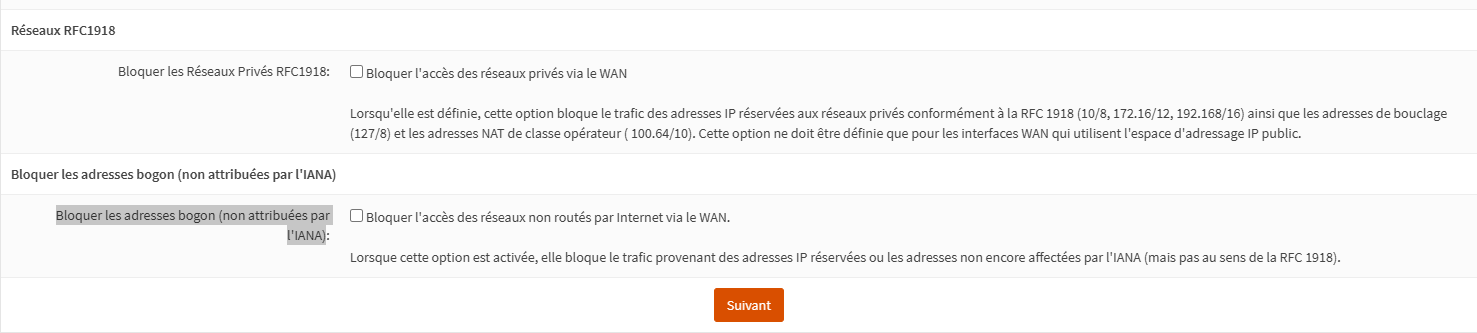 Réseaux RFC1918
Bloquer les Réseaux Privés RFC1918:
Bloquer l'accès des réseaux privés via le WAN
Lorsqu'elle est définie, cette option bloque le trafic des adresses IP réservées aux réseaux privés conformément à la RFC 1918 (10/8, 172.16/12, 192.168/16) ainsi que les adresses de bouclage
(127/8) et les adresses NAT de classe opérateur ( 100.64/10). Cette option ne doit être définie que pour les interfaces WAN qui utilisent l'espace d'adressage IP public.
Bloquer les adresses bogon (non attribuées par l'IANA)
Bloquer les adresses bogon (non attribuées par
l'IANA):
Bloquer l'accès des réseaux non routés par Internet via le WAN.
Lorsque cette option est activée, elle bloque le trafic provenant des adresses IP réservées ou les adresses non encore affectées par l'IANA (mais pas au sens de la RFC 1918).
Suivant